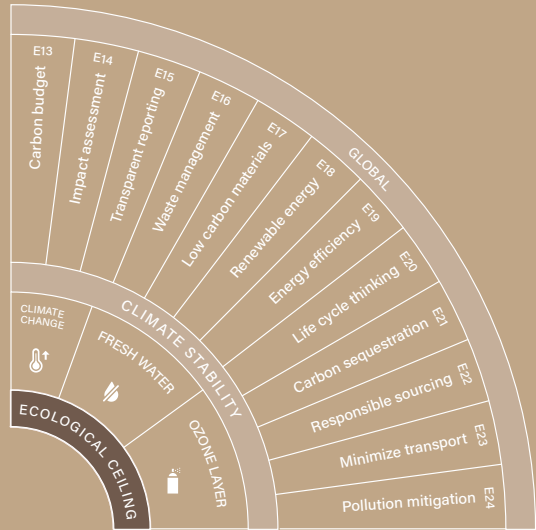 GLOBAL
E13
Carbon budget
E14
Impact assessment
E15
Transparent reporting
E16
Waste management
E17
Low carbon materials
E18
Renewable energy
E19
Energy efficiency
E20
Life cycle thinking
E21
Carbon sequestration
E22
Responsible sourcing
E23
Minimize transport
E24
Pollution mitigation
CLIMATE STABILITY
CLIMATE
CHANGE
FRESH WATER
OZONE LAYER
ECOLOGICAL CEILING